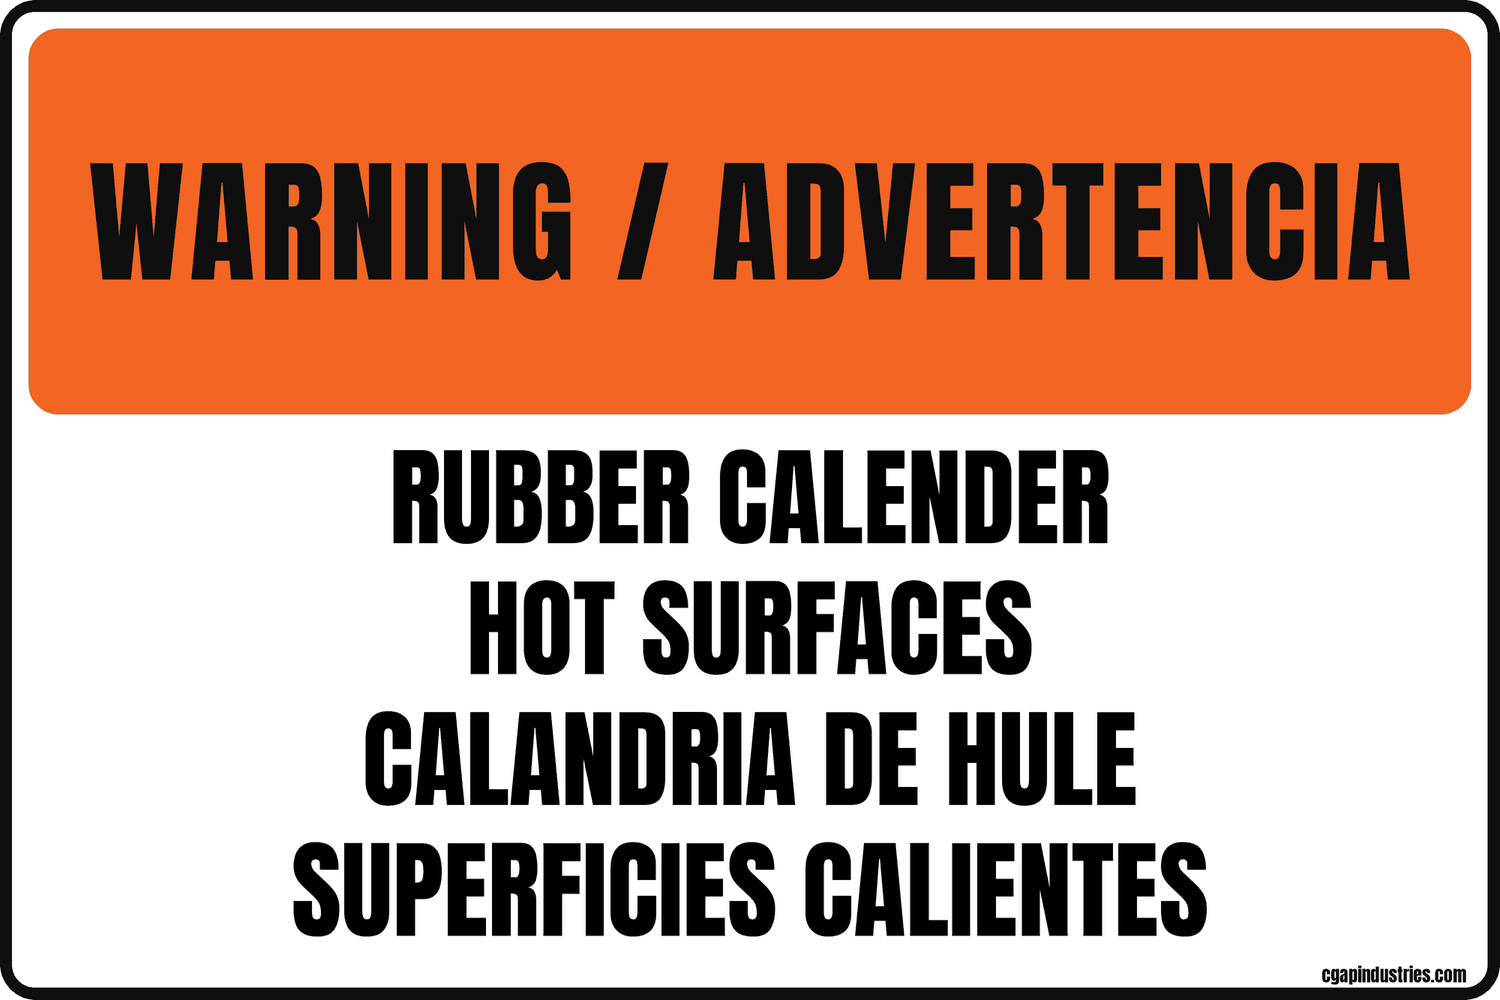 WARNING / ADVERTENCIA
RUBBER CALENDER
HOT SURFACES
CALANDRIA DE HULE
SUPERFICIES CALIENTES
cgapindustries.com